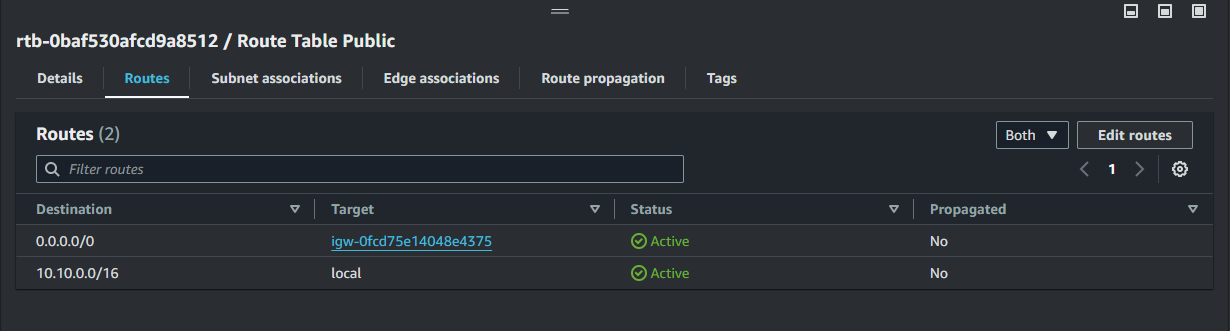 rtb-0baf530afcd9a8512 / Route Table Public
Details Routes Subnet associations Edge associations Route propagation Tags
Routes (2)
Both Edit routes
Filter routes
1
Destination Target Status Propagated
0.0.0.0/0 igw-0fcd75e14048e4375 Active No
10.10.0.0/16 local Active No